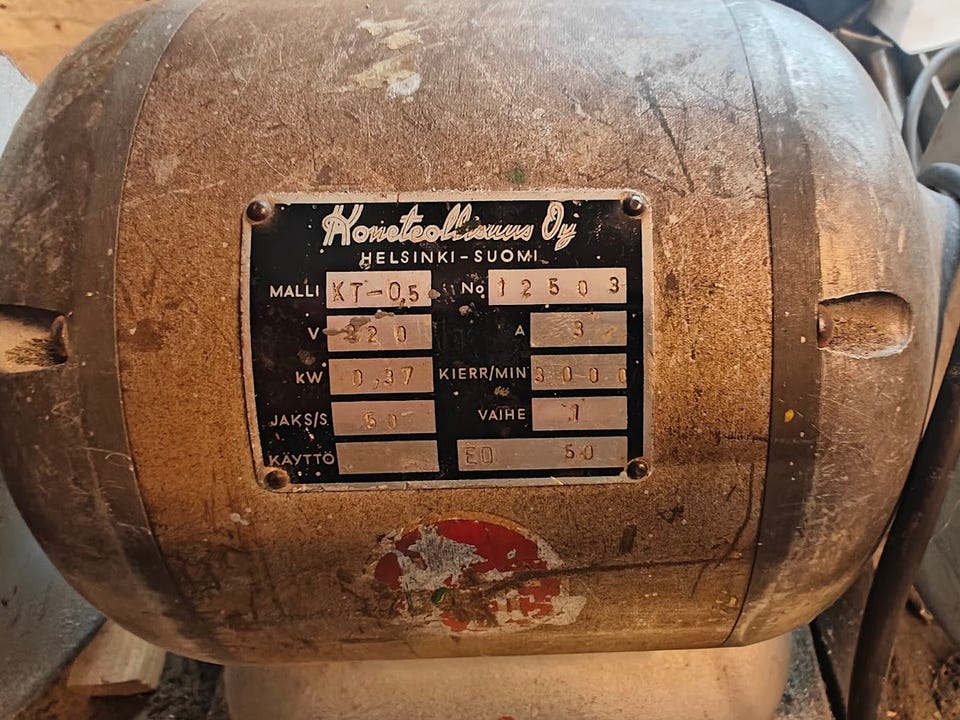 Koneteollisuus Oy
HELSINKI-SUOMI
MALLI KT-0,5 No 12503
V 220 A 3
kW 0,37 KIERR/MIN 3000
JAKS/S 50 VAIHE 1
KÄYTTÖ ED 50